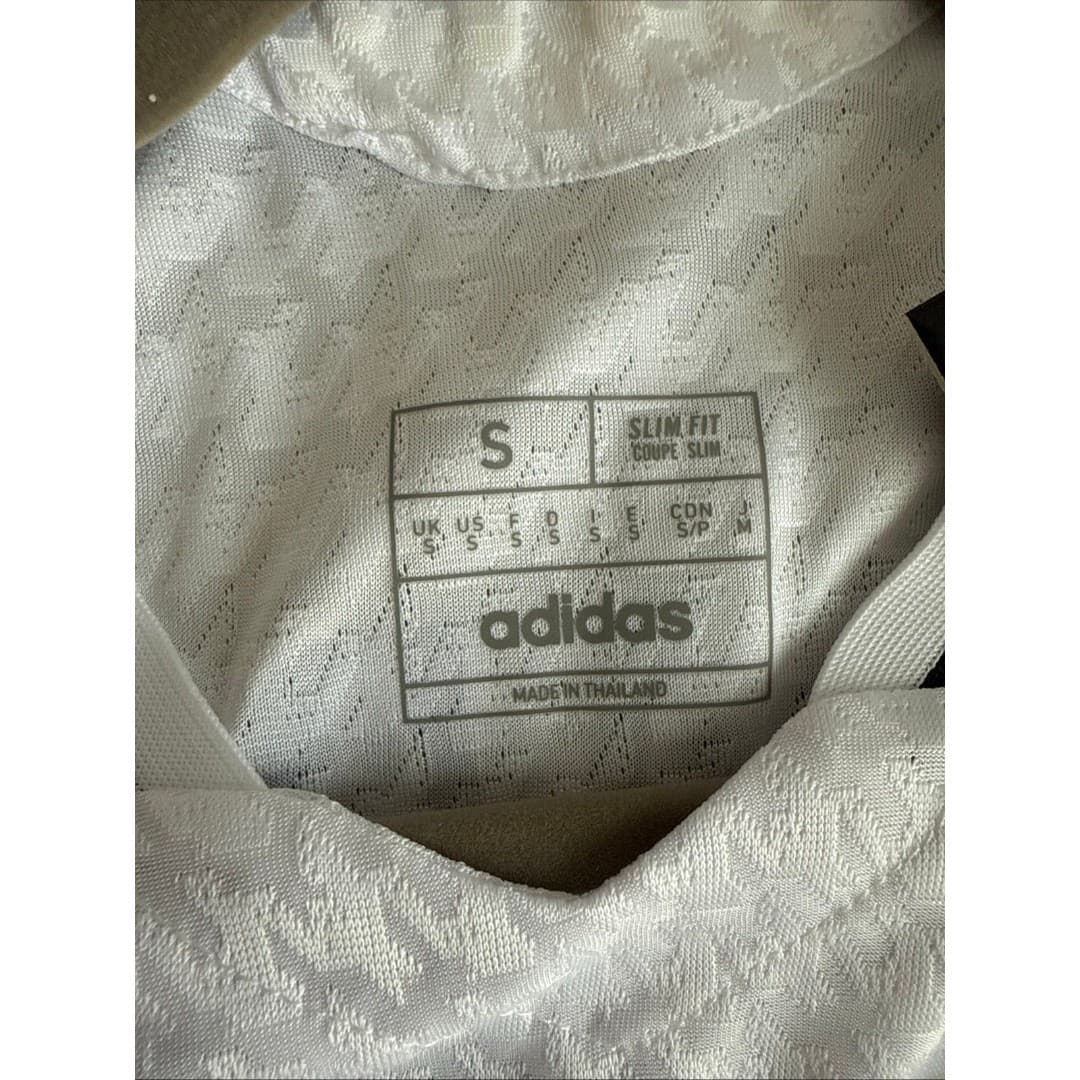 S
SLIM FIT
COUPE SLIM
UK US F D I E CDN J
S S S S S S S/P M
adidas
MADE IN THAILAND